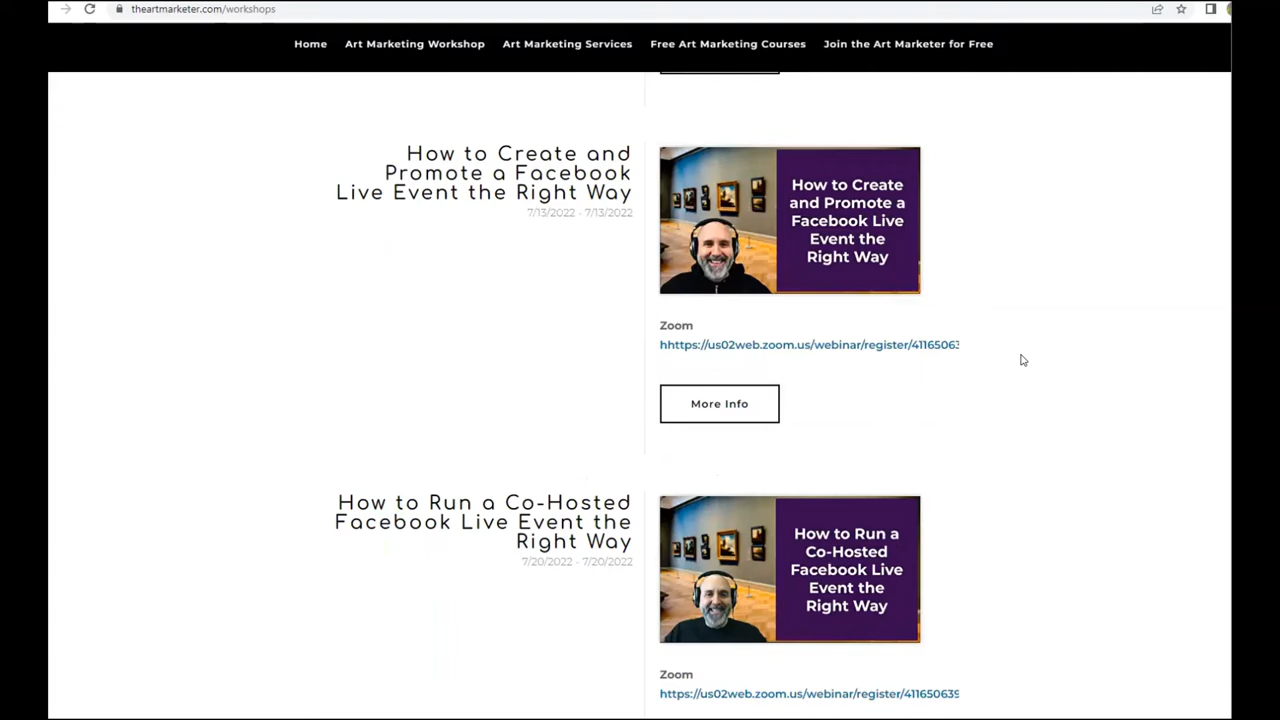 theartmarketer.com/workshops
Home Art Marketing Workshop Art Marketing Services Free Art Marketing Courses Join the Art Marketer for Free
How to Create and
Promote a Facebook
Live Event the Right Way
7/13/2022 - 7/13/2022
How to Create
and Promote a
Facebook Live
Event the
Right Way
Zoom
hhttps://us02web.zoom.us/webinar/register/41165063
More Info
How to Run a Co-Hosted
Facebook Live Event the
Right Way
7/20/2022 - 7/20/2022
How to Run a
Co-Hosted
Facebook Live
Event the
Right Way
Zoom
https://us02web.zoom.us/webinar/register/411650639